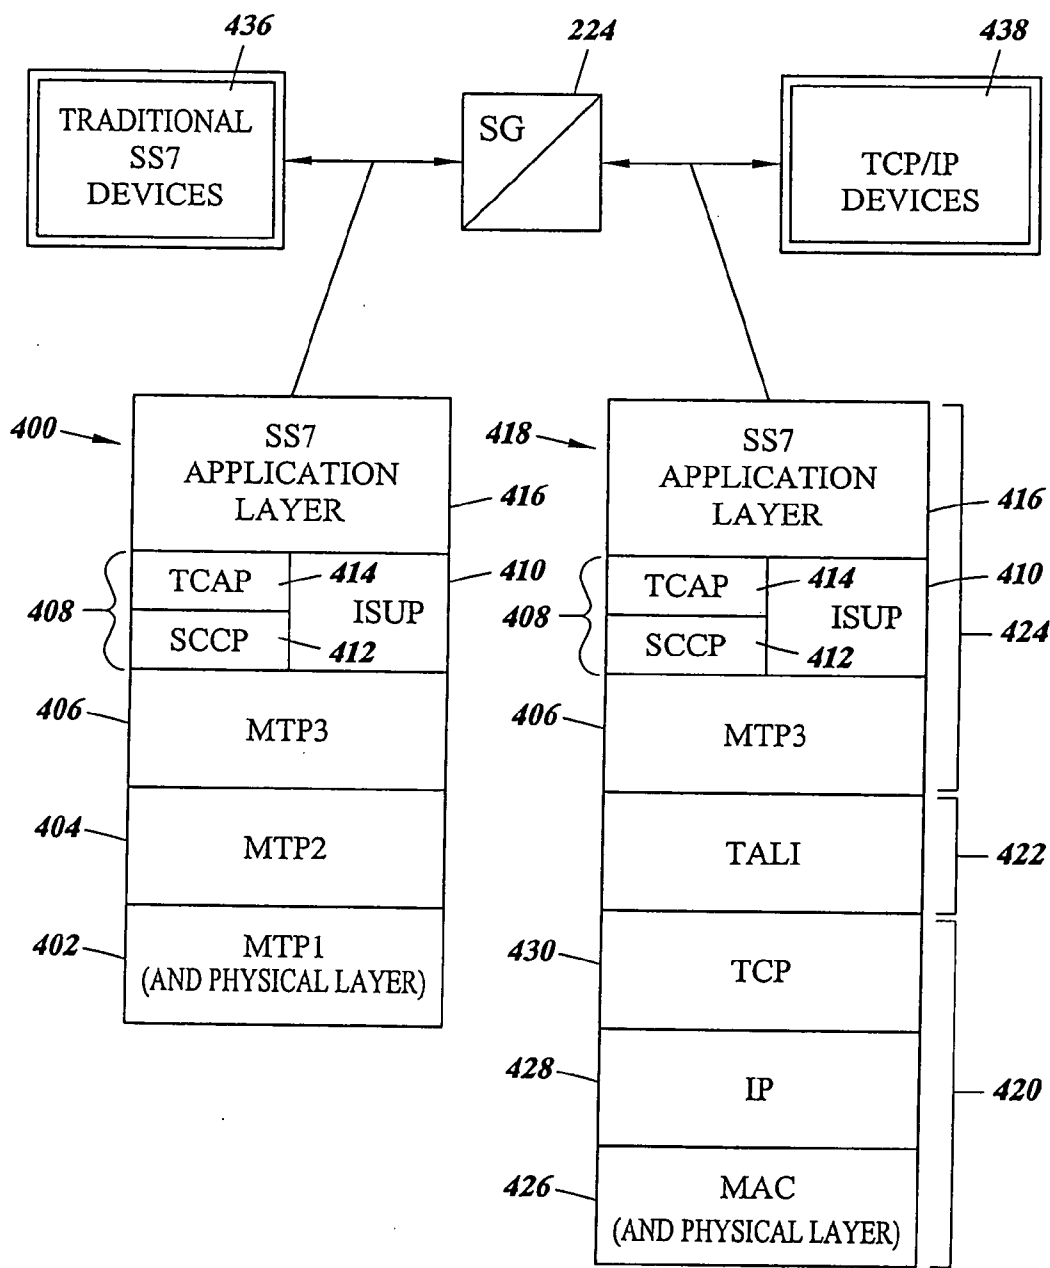 436
224
438
TRADITIONAL
SS7
DEVICES
SG
TCP/IP
DEVICES
400
SS7
APPLICATION
LAYER
416
408
TCAP
414
ISUP
410
SCCP
412
406
MTP3
404
MTP2
402
MTP1
(AND PHYSICAL LAYER)
418
SS7
APPLICATION
LAYER
416
408
TCAP
414
ISUP
410
SCCP
412
424
406
MTP3
TALI
422
430
TCP
428
IP
420
426
MAC
(AND PHYSICAL LAYER)